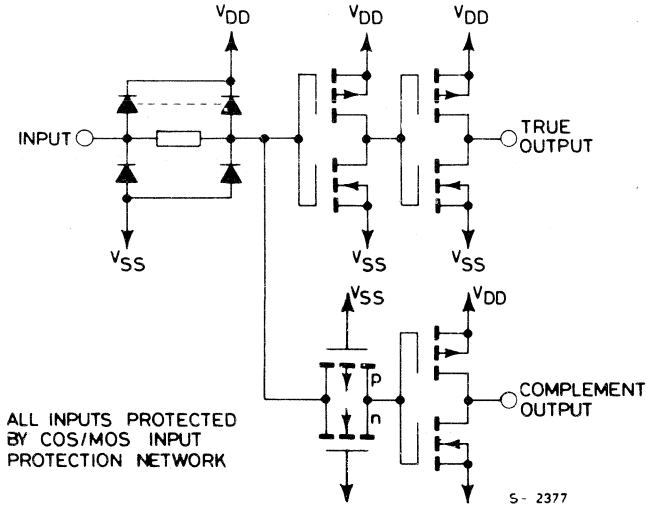 VDD
VDD
VDD
INPUT
TRUE
OUTPUT
VSS
VSS
VSS
VSS
VDD
p
n
COMPLEMENT
OUTPUT
ALL INPUTS PROTECTED
BY COS/MOS INPUT
PROTECTION NETWORK
S- 2377